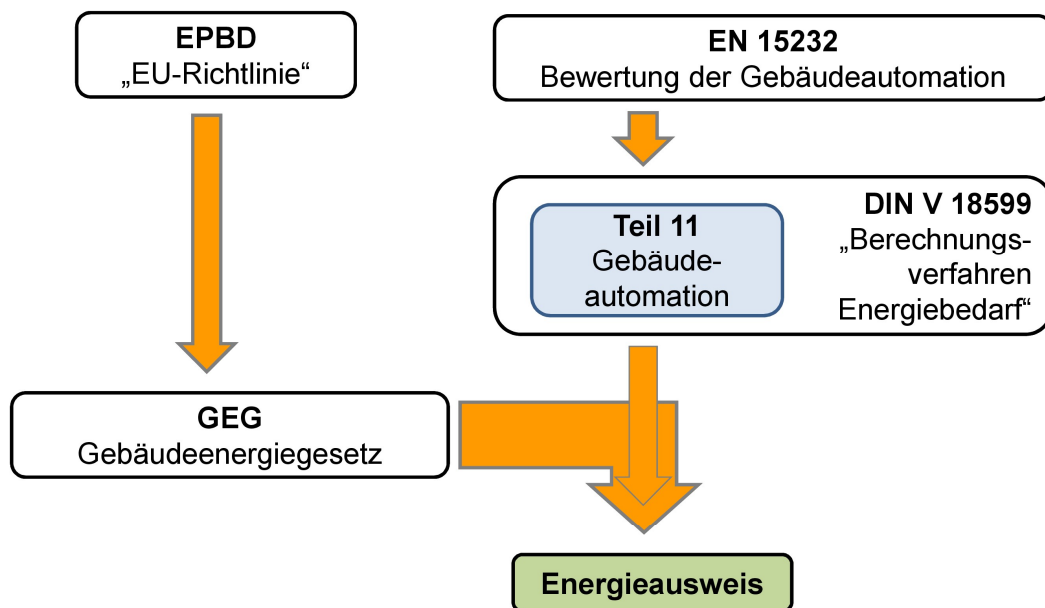 EPBD
„EU-Richtlinie“
EN 15232
Bewertung der Gebäudeautomation
Teil 11
Gebäude-
automation
DIN V 18599
„Berechnungs-
verfahren
Energiebedarf“
GEG
Gebäudeenergiegesetz
Energieausweis